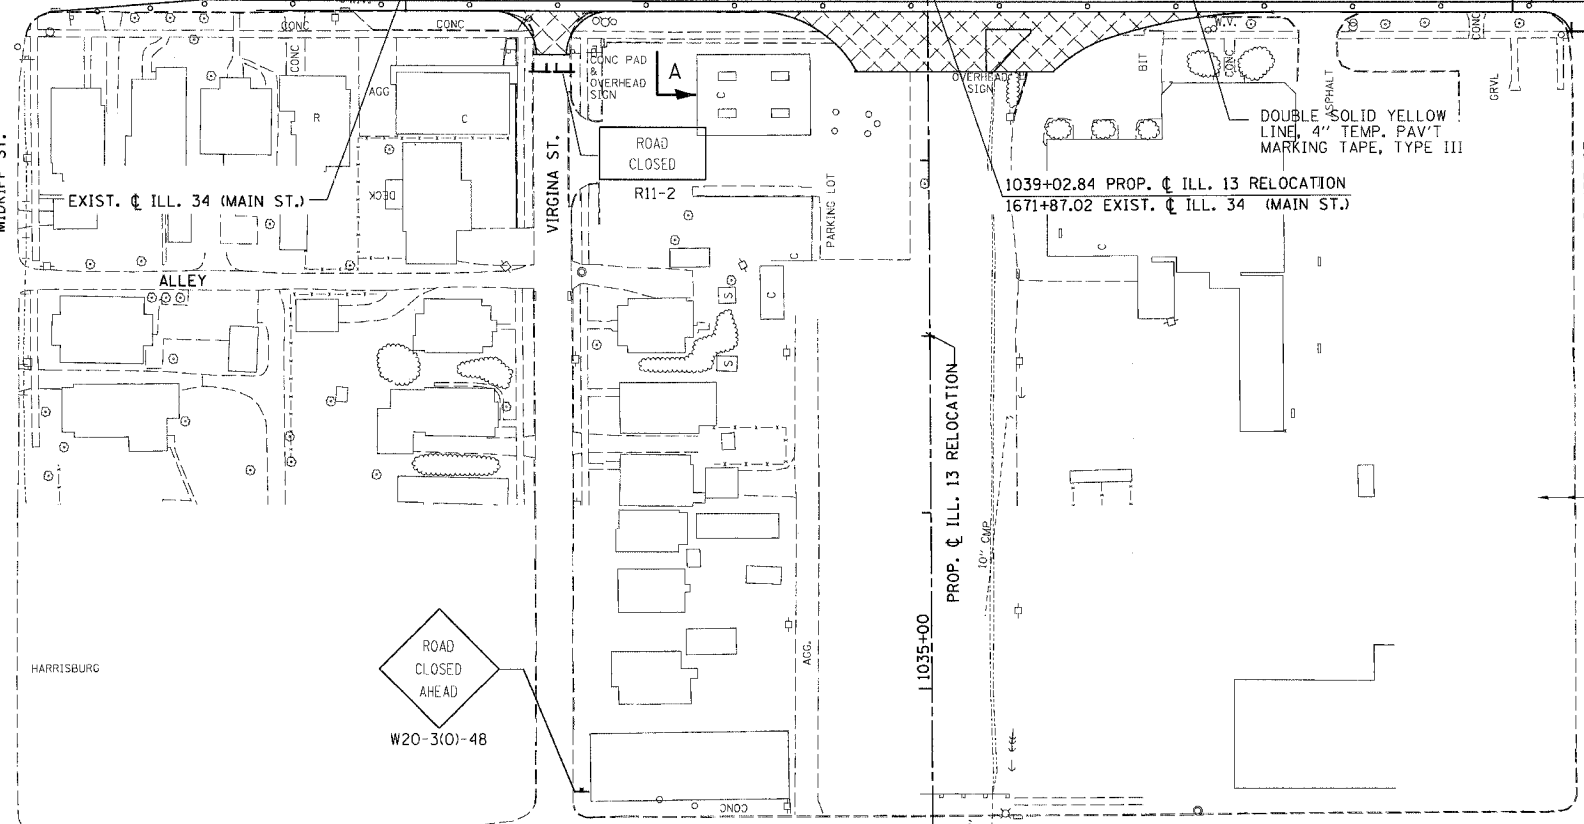 CONC
CONC
W.V.
CONC
CONC
CONC
CONC PAD
&
OVERHEAD
SIGN
A
C
OVERHEAD
SIGN
BIT
ASPHALT
GRVL
AGG
R
C
DOUBLE SOLID YELLOW
LINE, 4" TEMP. PAV'T
MARKING TAPE, TYPE III
ROAD
CLOSED
R11-2
VIRGINA ST.
DECK
EXIST. ℄ ILL. 34 (MAIN ST.)
PARKING LOT
1039+02.84 PROP. ℄ ILL. 13 RELOCATION
1671+87.02 EXIST. ℄ ILL. 34 (MAIN ST.)
C
C
ALLEY
S
C
S
PROP. ℄ ILL. 13 RELOCATION
10" CMP
1035+00
AGG.
HARRISBURG
ROAD
CLOSED
AHEAD
W20-3(O)-48
CONC